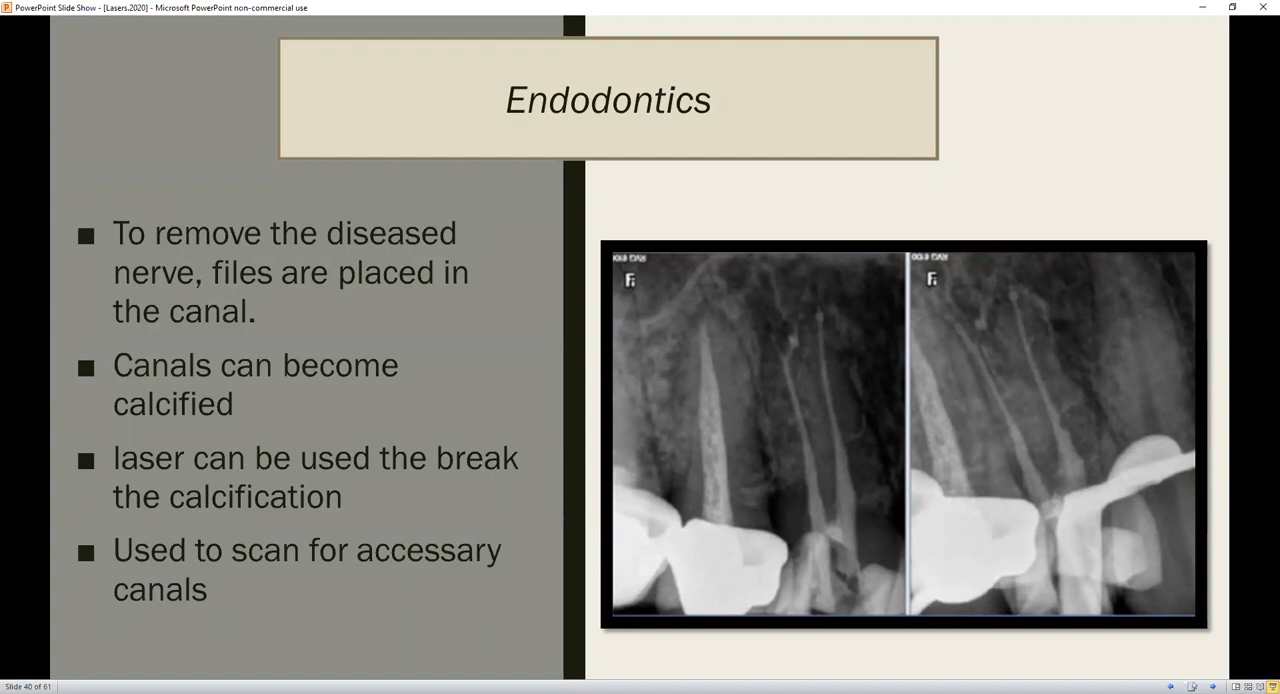 PowerPoint Slide Show - [Lasers.2020] - Microsoft PowerPoint non-commercial use
Endodontics
■ To remove the diseased
nerve, files are placed in
the canal.
■ Canals can become
calcified
■ laser can be used the break
the calcification
■ Used to scan for accessary
canals
Slide 40 of 61